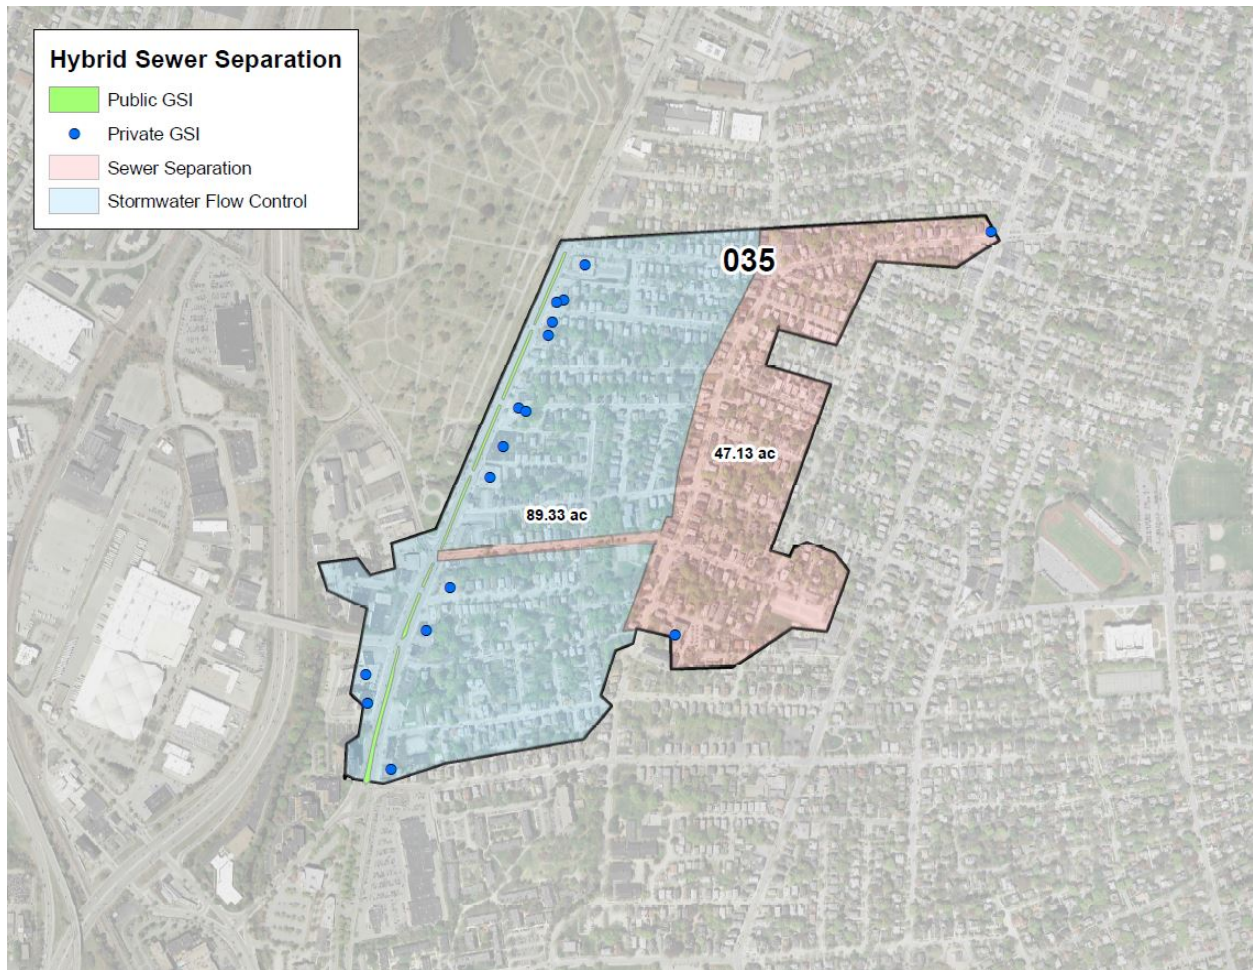 Hybrid Sewer Separation
Public GSI
Private GSI
Sewer Separation
Stormwater Flow Control
035
47.13 ac
89.33 ac